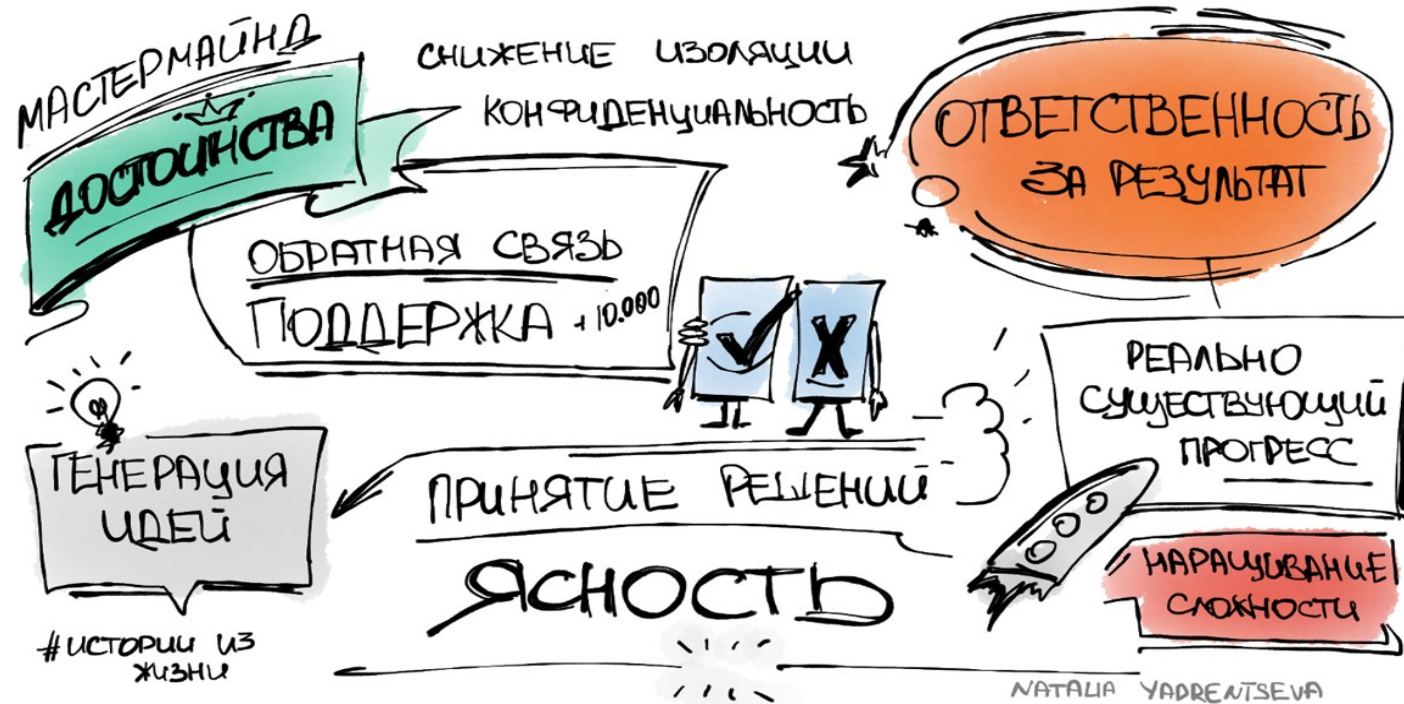 МАСТЕРМАЙНД
ДОСТОИНСТВА
СНИЖЕНИЕ ИЗОЛЯЦИИ
КОНФИДЕНЦИАЛЬНОСТЬ
ОТВЕТСТВЕННОСТЬ
ЗА РЕЗУЛЬТАТ
ОБРАТНАЯ СВЯЗЬ
ПОДДЕРЖКА +10.000
X
РЕАЛЬНО
СУЩЕСТВУЮЩИЙ
ПРОГРЕСС
ГЕНЕРАЦИЯ
ИДЕЙ
ПРИНЯТИЕ РЕШЕНИЙ
ЯСНОСТЬ
НАРАЩИВАНИЕ
СЛОЖНОСТИ
#ИСТОРИИ ИЗ
ЖИЗНИ
NATALIA YADRENTSEVA